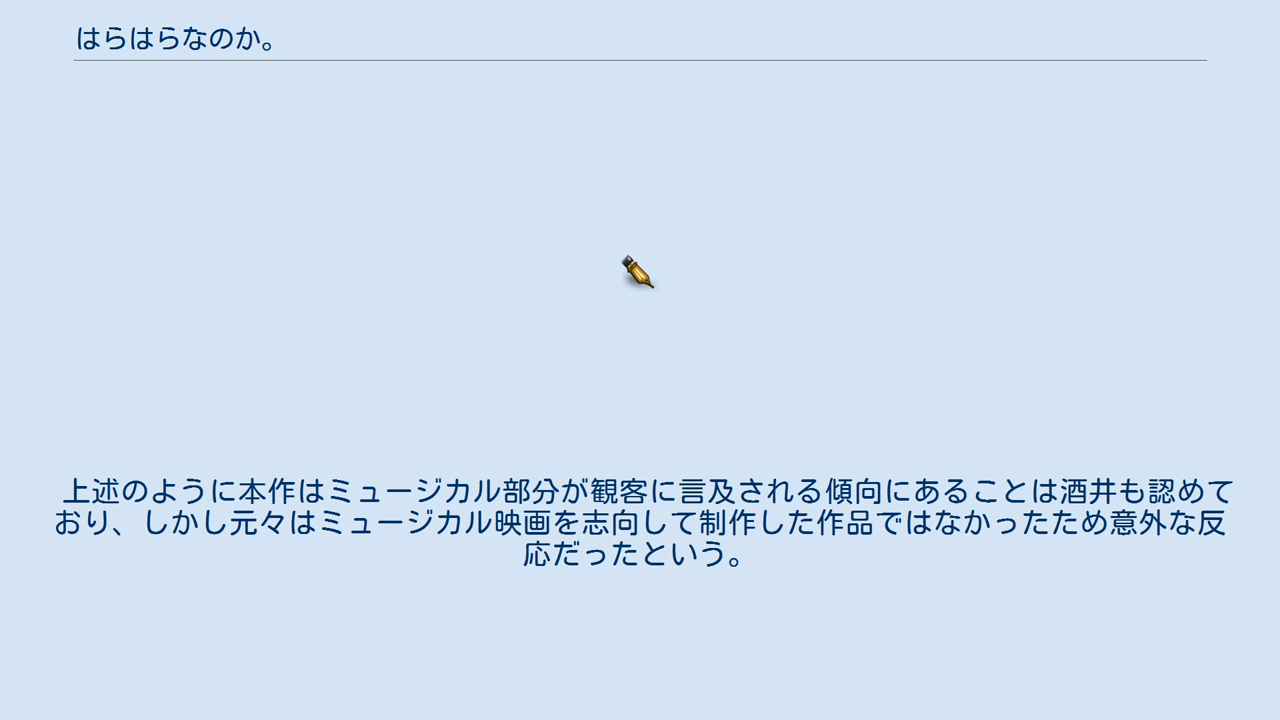 はらはらなのか。
上述のように本作はミュージカル部分が観客に言及される傾向にあることは酒井も認めて
おり、しかし元々はミュージカル映画を志向して制作した作品ではなかったため意外な反
応だったという。